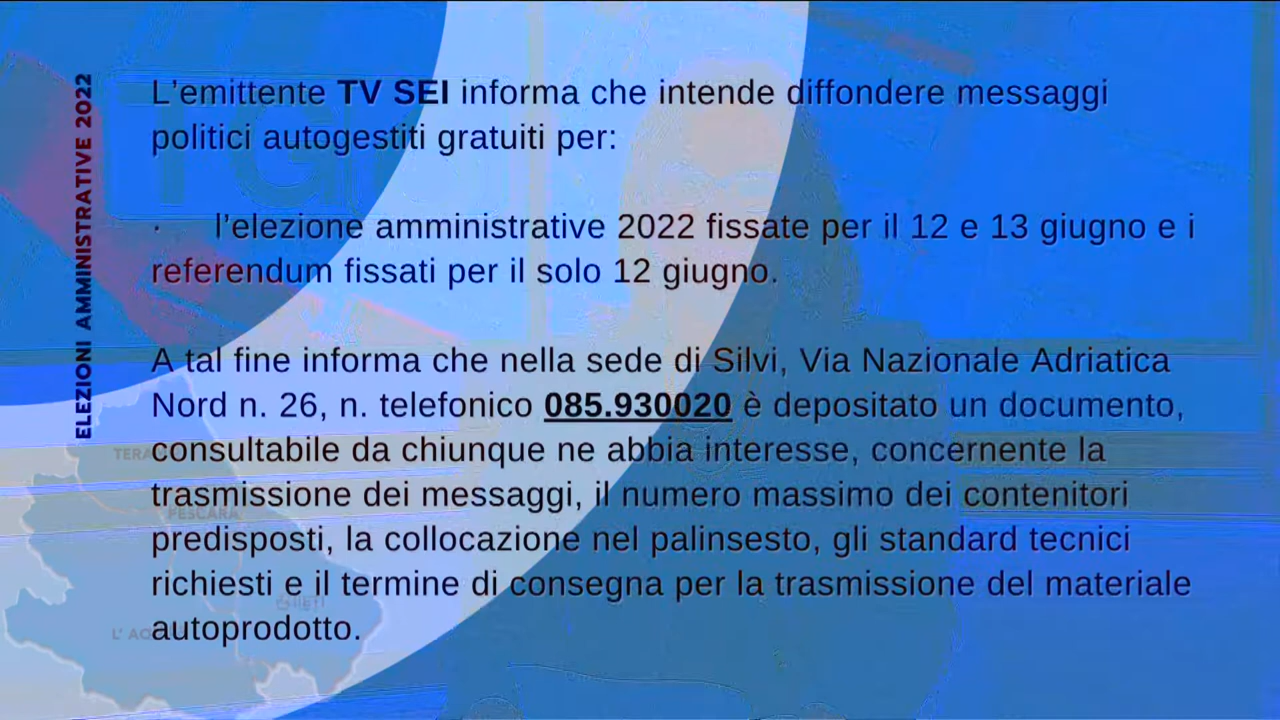 ELEZIONI AMMINISTRATIVE 2022
L'emittente TV SEI informa che intende diffondere messaggi
politici autogestiti gratuiti per:
· l'elezione amministrative 2022 fissate per il 12 e 13 giugno e i
referendum fissati per il solo 12 giugno.
A tal fine informa che nella sede di Silvi, Via Nazionale Adriatica
Nord n. 26, n. telefonico 085.930020 è depositato un documento,
consultabile da chiunque ne abbia interesse, concernente la
trasmissione dei messaggi, il numero massimo dei contenitori
predisposti, la collocazione nel palinsesto, gli standard tecnici
richiesti e il termine di consegna per la trasmissione del materiale
autoprodotto.
PESCARA